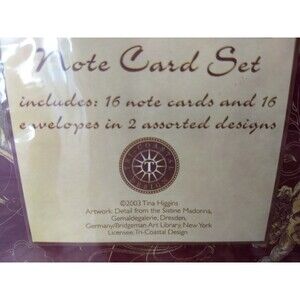 Note Card Set
includes: 16 note cards and 16
envelopes in 2 assorted designs
COASTAL
T
©2003 Tina Higgins
Artwork: Detail from the Sistine Madonna,
Gemaldegalerie, Dresden,
Germany/Bridgeman Art Library, New York
Licensee, Tri-Coastal Design